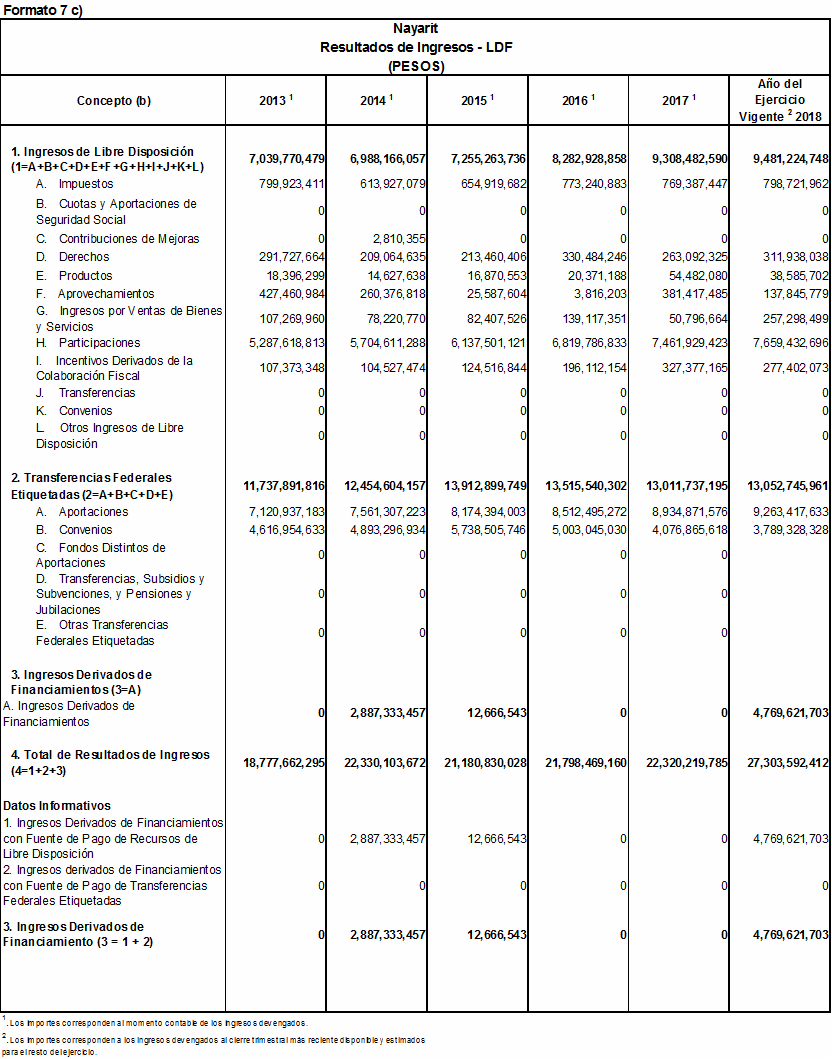 Formato 7 c)
Nayarit
Resultados de Ingresos - LDF
(PESOS)
Concepto (b) 2013 ¹ 2014 ¹ 2015 ¹ 2016 ¹ 2017 ¹ Año del
Ejercicio
Vigente ² 2018
1. Ingresos de Libre Disposición
(1=A+B+C+D+E+F+G+H+I+J+K+L) 7,039,770,479 6,988,166,057 7,255,263,736 8,282,928,858 9,308,482,590 9,481,224,748
A. Impuestos 799,923,411 613,927,079 654,919,682 773,240,883 769,387,447 798,721,962
B. Cuotas y Aportaciones de
Seguridad Social 0 0 0 0 0 0
C. Contribuciones de Mejoras 0 2,810,355 0 0 0 0
D. Derechos 291,727,664 209,064,635 213,460,406 330,484,246 263,092,325 311,938,038
E. Productos 18,396,299 14,627,638 16,870,553 20,371,188 54,482,080 38,585,702
F. Aprovechamientos 427,460,984 260,376,818 25,587,604 3,816,203 381,417,485 137,845,779
G. Ingresos por Ventas de Bienes
y Servicios 107,269,960 78,220,770 82,407,526 139,117,351 50,796,664 257,298,499
H. Participaciones 5,287,618,813 5,704,611,288 6,137,501,121 6,819,786,833 7,461,929,423 7,659,432,696
I. Incentivos Derivados de la
Colaboración Fiscal 107,373,348 104,527,474 124,516,844 196,112,154 327,377,165 277,402,073
J. Transferencias 0 0 0 0 0 0
K. Convenios 0 0 0 0 0 0
L. Otros Ingresos de Libre
Disposición 0 0 0 0 0 0
2. Transferencias Federales
Etiquetadas (2=A+B+C+D+E) 11,737,891,816 12,454,604,157 13,912,899,749 13,515,540,302 13,011,737,195 13,052,745,961
A. Aportaciones 7,120,937,183 7,561,307,223 8,174,394,003 8,512,495,272 8,934,871,576 9,263,417,633
B. Convenios 4,616,954,633 4,893,296,934 5,738,505,746 5,003,045,030 4,076,865,618 3,789,328,328
C. Fondos Distintos de
Aportaciones 0 0 0 0 0
D. Transferencias, Subsidios y
Subvenciones, y Pensiones y
Jubilaciones 0 0 0 0 0
E. Otras Transferencias
Federales Etiquetadas 0 0 0 0 0
3. Ingresos Derivados de
Financiamientos (3=A)
A. Ingresos Derivados de
Financiamientos 0 2,887,333,457 12,666,543 0 0 4,769,621,703
4. Total de Resultados de Ingresos
(4=1+2+3) 18,777,662,295 22,330,103,672 21,180,830,028 21,798,469,160 22,320,219,785 27,303,592,412
Datos Informativos
1. Ingresos Derivados de Financiamientos
con Fuente de Pago de Recursos de
Libre Disposición 0 2,887,333,457 12,666,543 0 0 4,769,621,703
2. Ingresos derivados de Financiamientos
con Fuente de Pago de Transferencias
Federales Etiquetadas 0 0 0 0 0 0
3. Ingresos Derivados de
Financiamiento (3 = 1 + 2) 0 2,887,333,457 12,666,543 0 0 4,769,621,703
¹. Los importes corresponden al momento contable de los ingresos devengados.
². Los importes corresponden a los ingresos devengados al cierre trimestral más reciente disponible y estimados
para el resto del ejercicio.